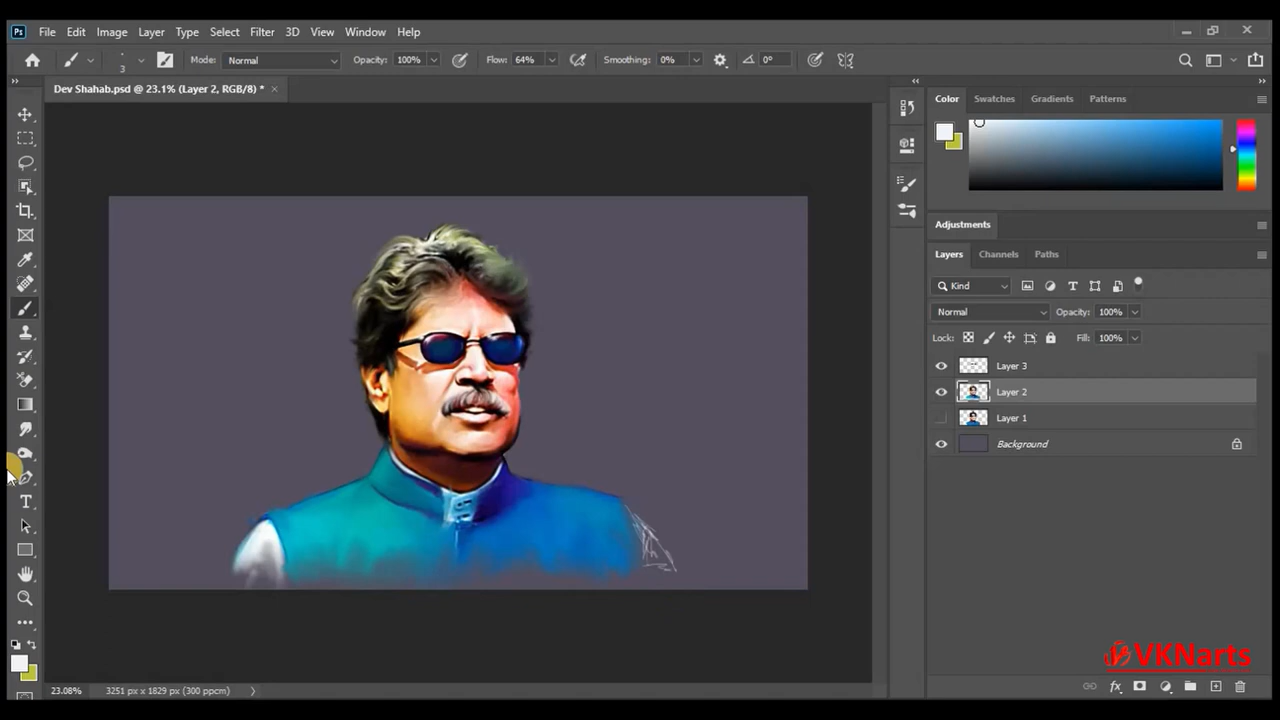 Ps File Edit Image Layer Type Select Filter 3D View Window Help
3 Mode: Normal Opacity: 100% Flow: 64% Smoothing: 0% 0°
Dev Shahab.psd @ 23.1% (Layer 2, RGB/8) *
Color Swatches Gradients Patterns
Adjustments
Layers Channels Paths
Kind
Normal Opacity: 100%
Lock: Fill: 100%
Layer 3
Layer 2
Layer 1
Background
VKNarts
23.08% 3251 px x 1829 px (300 ppcm)
fx